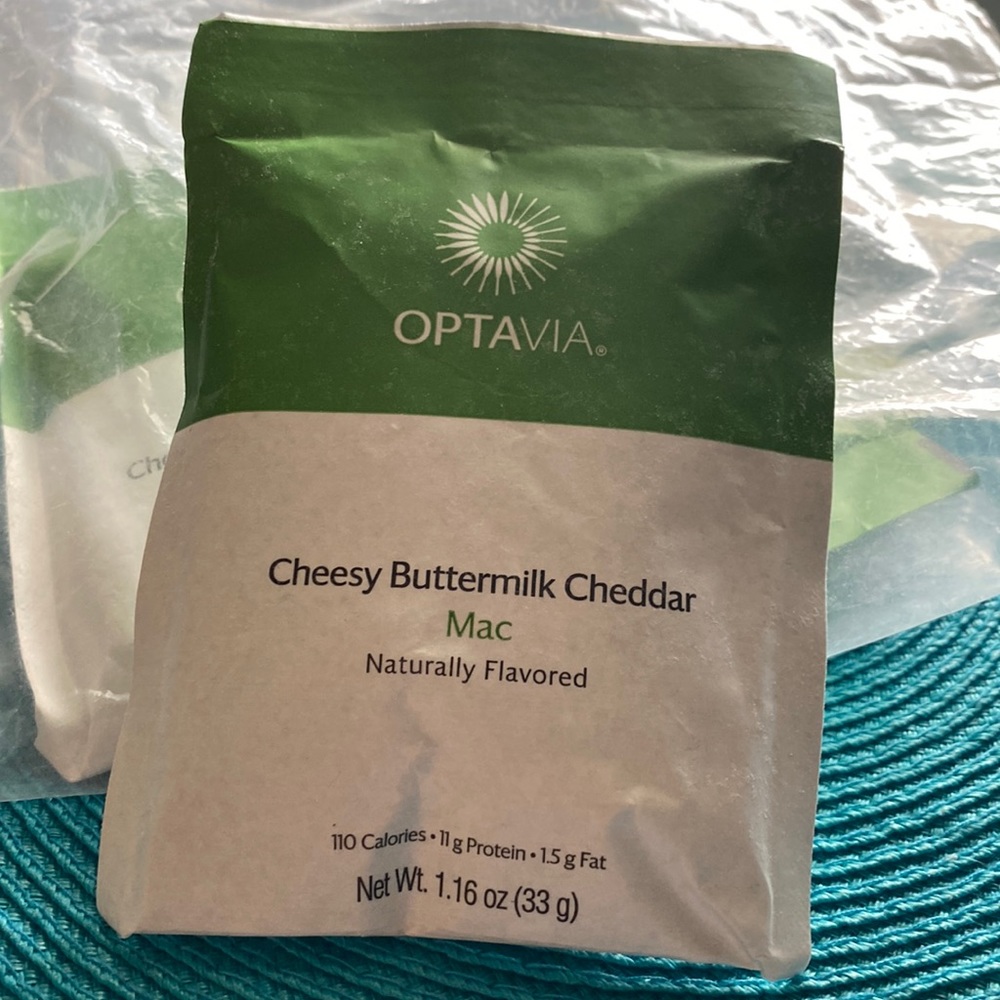 OPTAVIA®
Cheesy Buttermilk Cheddar
Mac
Naturally Flavored
110 Calories • 11 g Protein • 1.5 g Fat
Net Wt. 1.16 oz (33 g)